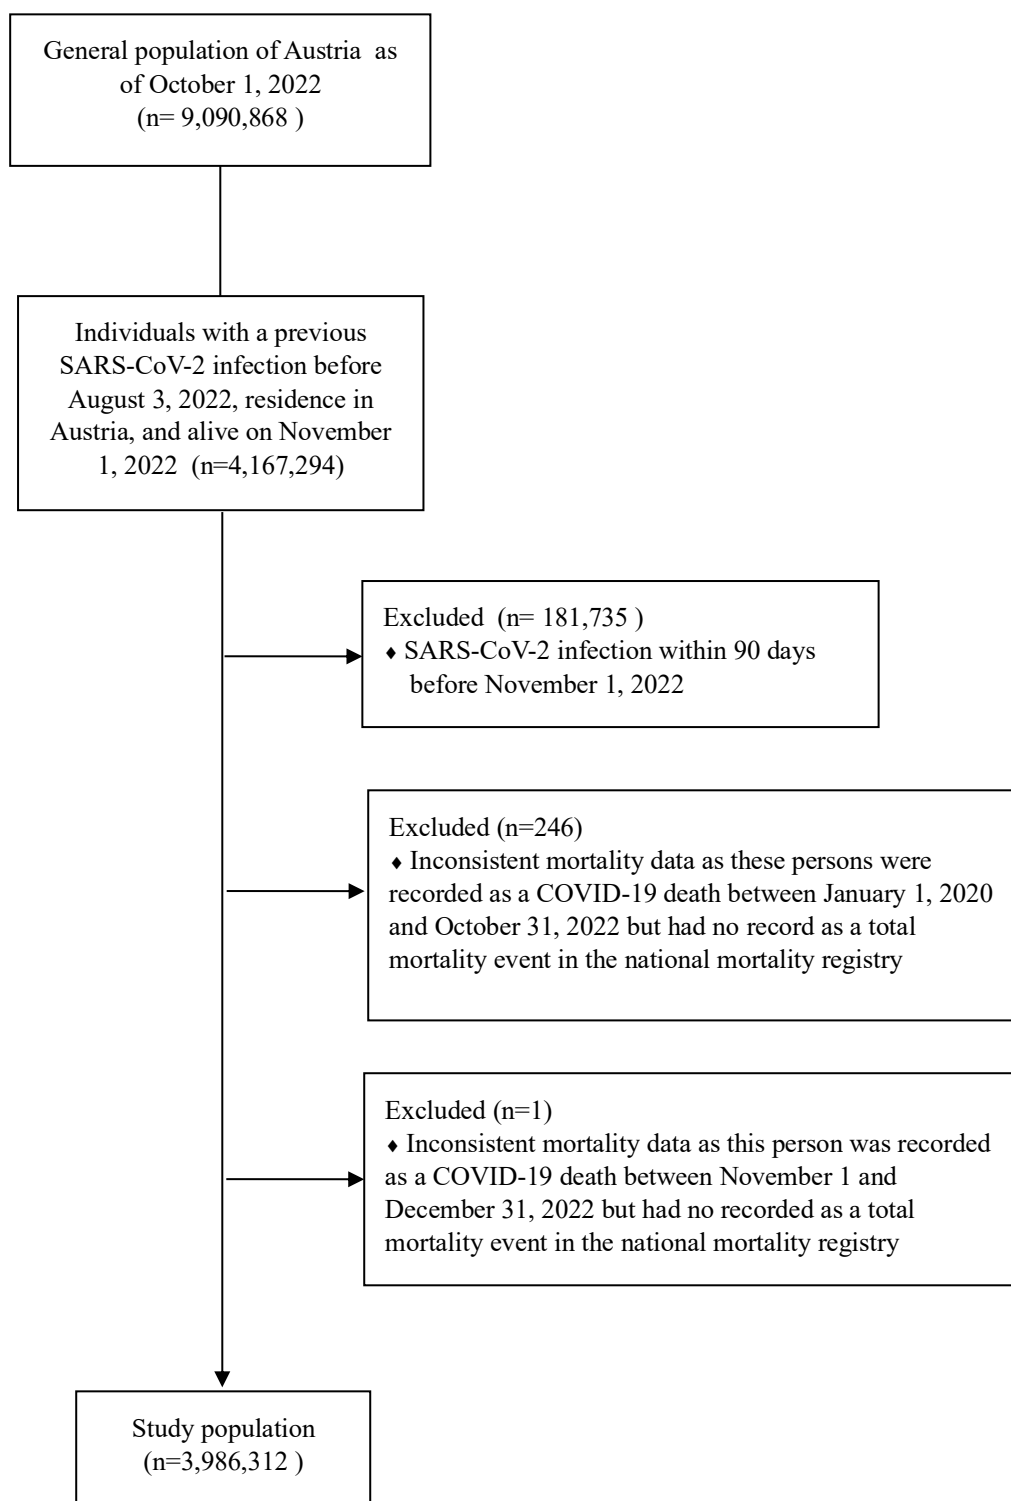 General population of Austria as
of October 1, 2022
(n= 9,090,868 )
Individuals with a previous
SARS-CoV-2 infection before
August 3, 2022, residence in
Austria, and alive on November
1, 2022 (n=4,167,294)
Excluded (n= 181,735 )
♦ SARS-CoV-2 infection within 90 days
before November 1, 2022
Excluded (n=246)
♦ Inconsistent mortality data as these persons were
recorded as a COVID-19 death between January 1, 2020
and October 31, 2022 but had no record as a total
mortality event in the national mortality registry
Excluded (n=1)
♦ Inconsistent mortality data as this person was recorded
as a COVID-19 death between November 1 and
December 31, 2022 but had no recorded as a total
mortality event in the national mortality registry
Study population
(n=3,986,312 )